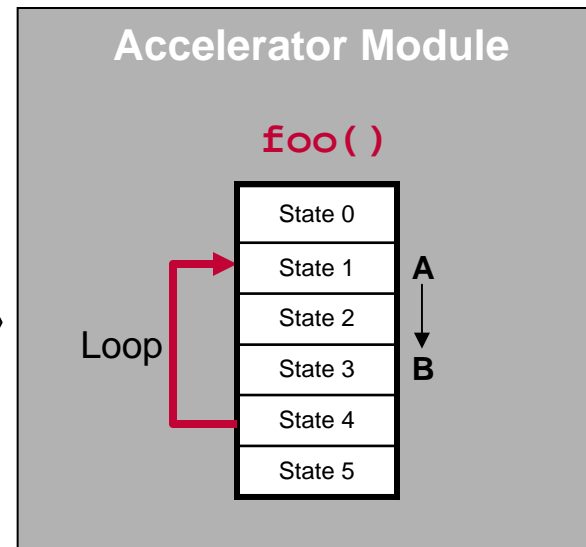 Accelerator Module
foo()
State 0
State 1
A
State 2
Loop
State 3
B
State 4
State 5